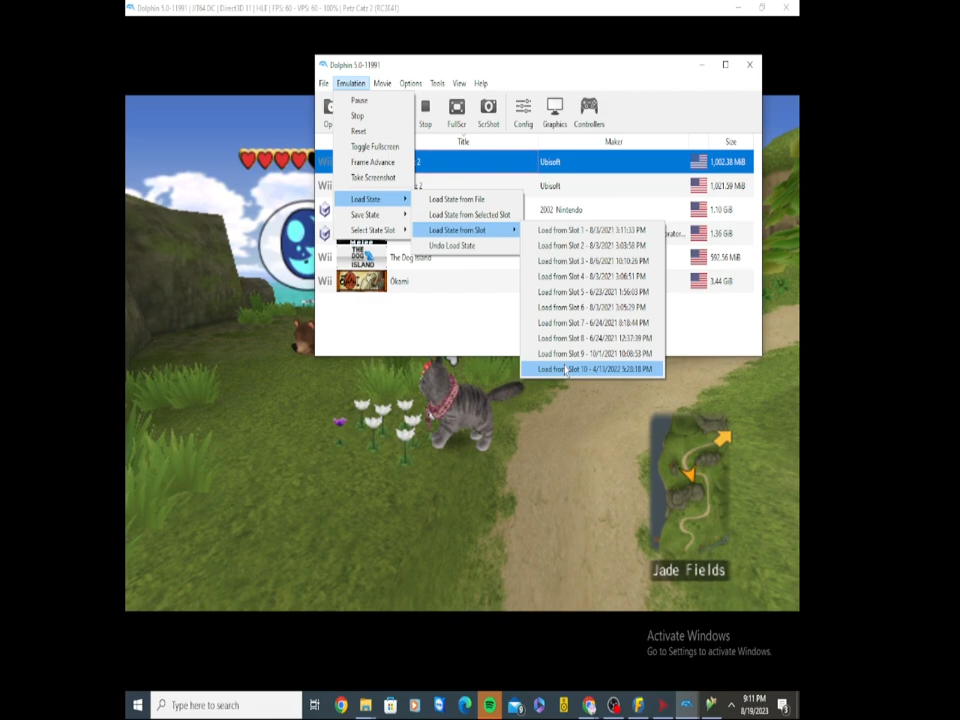 Dolphin 5.0-11991 | JIT64 DC | Direct3D 11 | HLE | FPS: 60 - VPS: 60 - 100% | Petz Catz 2 (RC3E41)
Dolphin 5.0-11991
File Emulation Movie Options Tools View Help
Pause
Stop
Reset
Toggle Fullscreen
Frame Advance
Take Screenshot
Load State
Save State
Select State Slot
Stop FullScr ScrShot Config Graphics Controllers
Title Maker Size
2 Ubisoft 1,002.38 MiB
Wii 2 Ubisoft 1,021.59 MiB
2002 Nintendo 1.10 GiB
1.36 GiB
Wii THE DOG ISLAND The Dog Island 592.56 MiB
Wii Okami 3.44 GiB
Load State from File
Load State from Selected Slot
Load State from Slot
Undo Load State
Load from Slot 1 - 8/3/2021 3:11:33 PM
Load from Slot 2 - 8/3/2021 3:03:58 PM
Load from Slot 3 - 8/6/2021 10:10:26 PM
Load from Slot 4 - 8/3/2021 3:06:51 PM
Load from Slot 5 - 6/23/2021 1:56:03 PM
Load from Slot 6 - 8/3/2021 3:05:29 PM
Load from Slot 7 - 6/24/2021 8:18:44 PM
Load from Slot 8 - 6/24/2021 12:37:39 PM
Load from Slot 9 - 10/1/2021 10:08:53 PM
Load from Slot 10 - 4/13/2022 5:28:18 PM
Jade Fields
Activate Windows
Go to Settings to activate Windows.
Type here to search
9:11 PM
8/19/2023